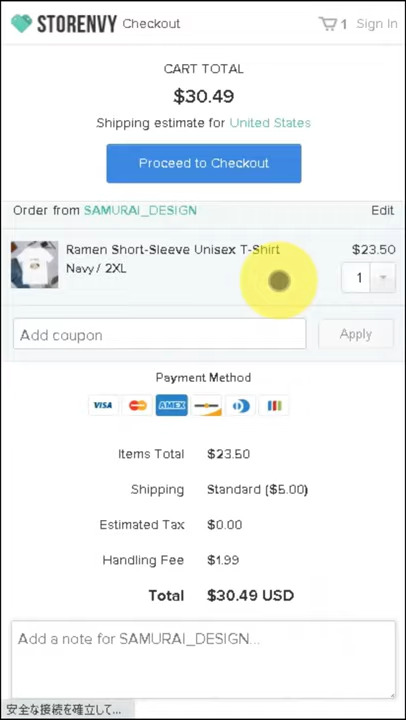 STORENVY Checkout 1 Sign In
CART TOTAL
$30.49
Shipping estimate for United States
Proceed to Checkout
Order from SAMURAI_DESIGN Edit
Ramen Short-Sleeve Unisex T-Shirt $23.50
Navy / 2XL 1
Add coupon Apply
Payment Method
VISA AMEX
Items Total $23.50
Shipping Standard ($5.00)
Estimated Tax $0.00
Handling Fee $1.99
Total $30.49 USD
Add a note for SAMURAI_DESIGN...
安全な接続を確立して...